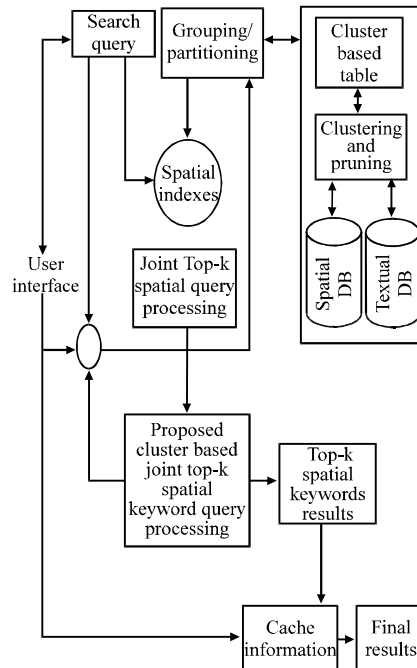 Search
query
Grouping/
partitioning
Cluster
based
table
Clustering
and
pruning
Spatial
indexes
Spatial
DB
Textual
DB
User
interface
Joint Top-k
spatial query
processing
Proposed
cluster based
joint top-k
spatial
keyword query
processing
Top-k
spatial
keywords
results
Cache
information
Final
results